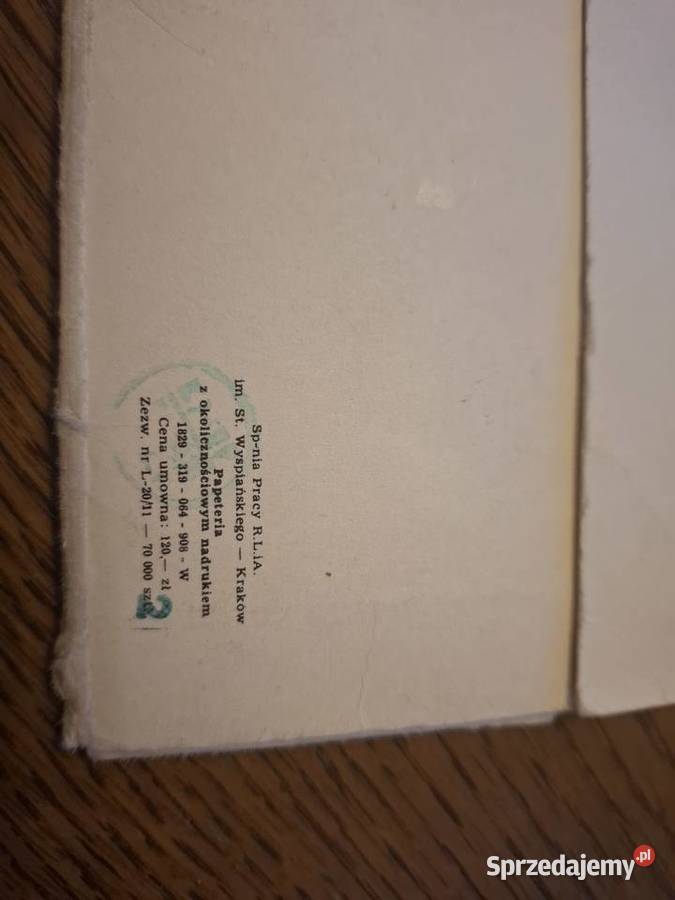 Sp-nia Pracy R.L.iA.
im. St. Wyspiańskiego — Kraków
Papeteria
z okolicznościowym nadrukiem
1829 - 319 - 064 - 908 - W
Cena umowna: 120,— zł
Zezw. nr L-20/11 — 70 000 szt.
2
Sprzedajemy.pl